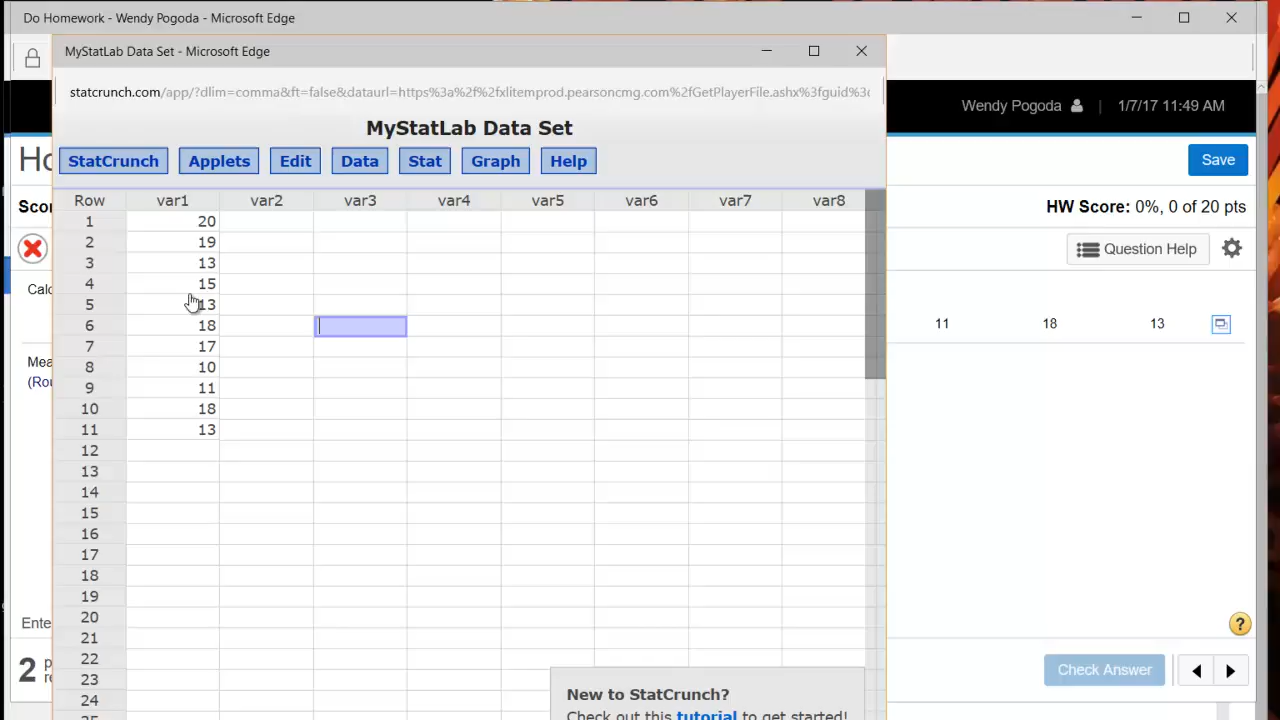 Do Homework - Wendy Pogoda - Microsoft Edge
MyStatLab Data Set - Microsoft Edge
statcrunch.com/app/?dlim=comma&ft=false&dataurl=https%3a%2f%2fxlitemprod.pearsoncmg.com%2fGetPlayerFile.ashx%3fguid%3d
Wendy Pogoda | 1/7/17 11:49 AM
MyStatLab Data Set
StatCrunch Applets Edit Data Stat Graph Help
Save
Row var1 var2 var3 var4 var5 var6 var7 var8
HW Score: 0%, 0 of 20 pts
Question Help
1 20
2 19
3 13
4 15
5 13
6 18
7 17
8 10
9 11
10 18
11 13
12
13
14
15
16
17
18
19
20
21
22
23
24
11 18 13
(Rou
2
New to StatCrunch?
Check out this tutorial to get started!
?
Check Answer